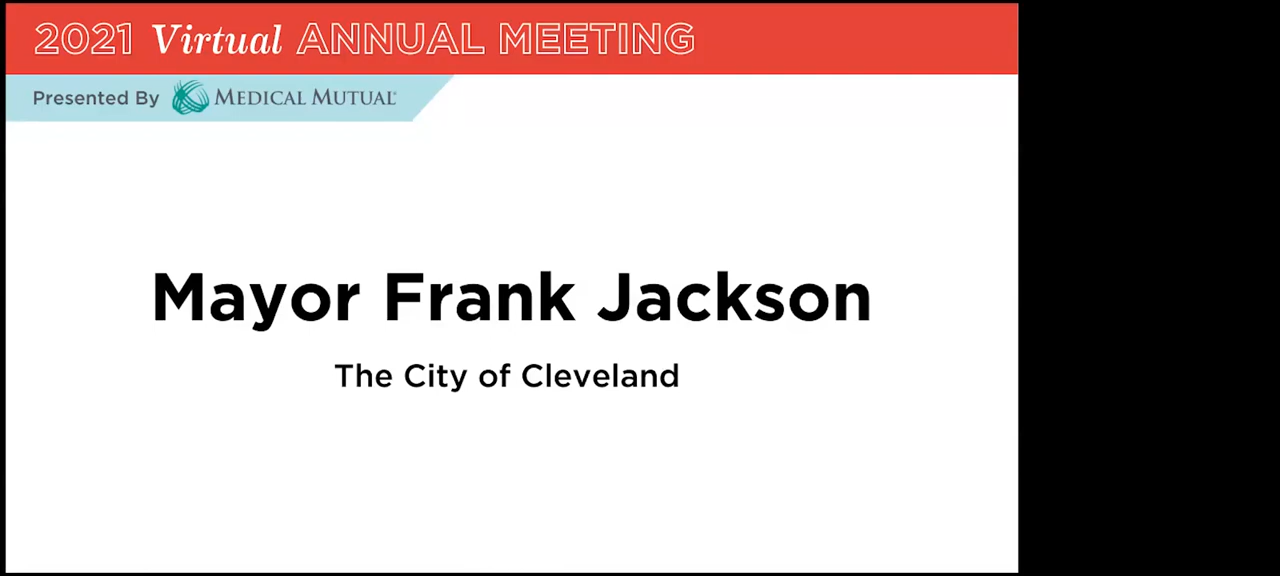 2021 Virtual ANNUAL MEETING
Presented By MEDICAL MUTUAL®
Mayor Frank Jackson
The City of Cleveland